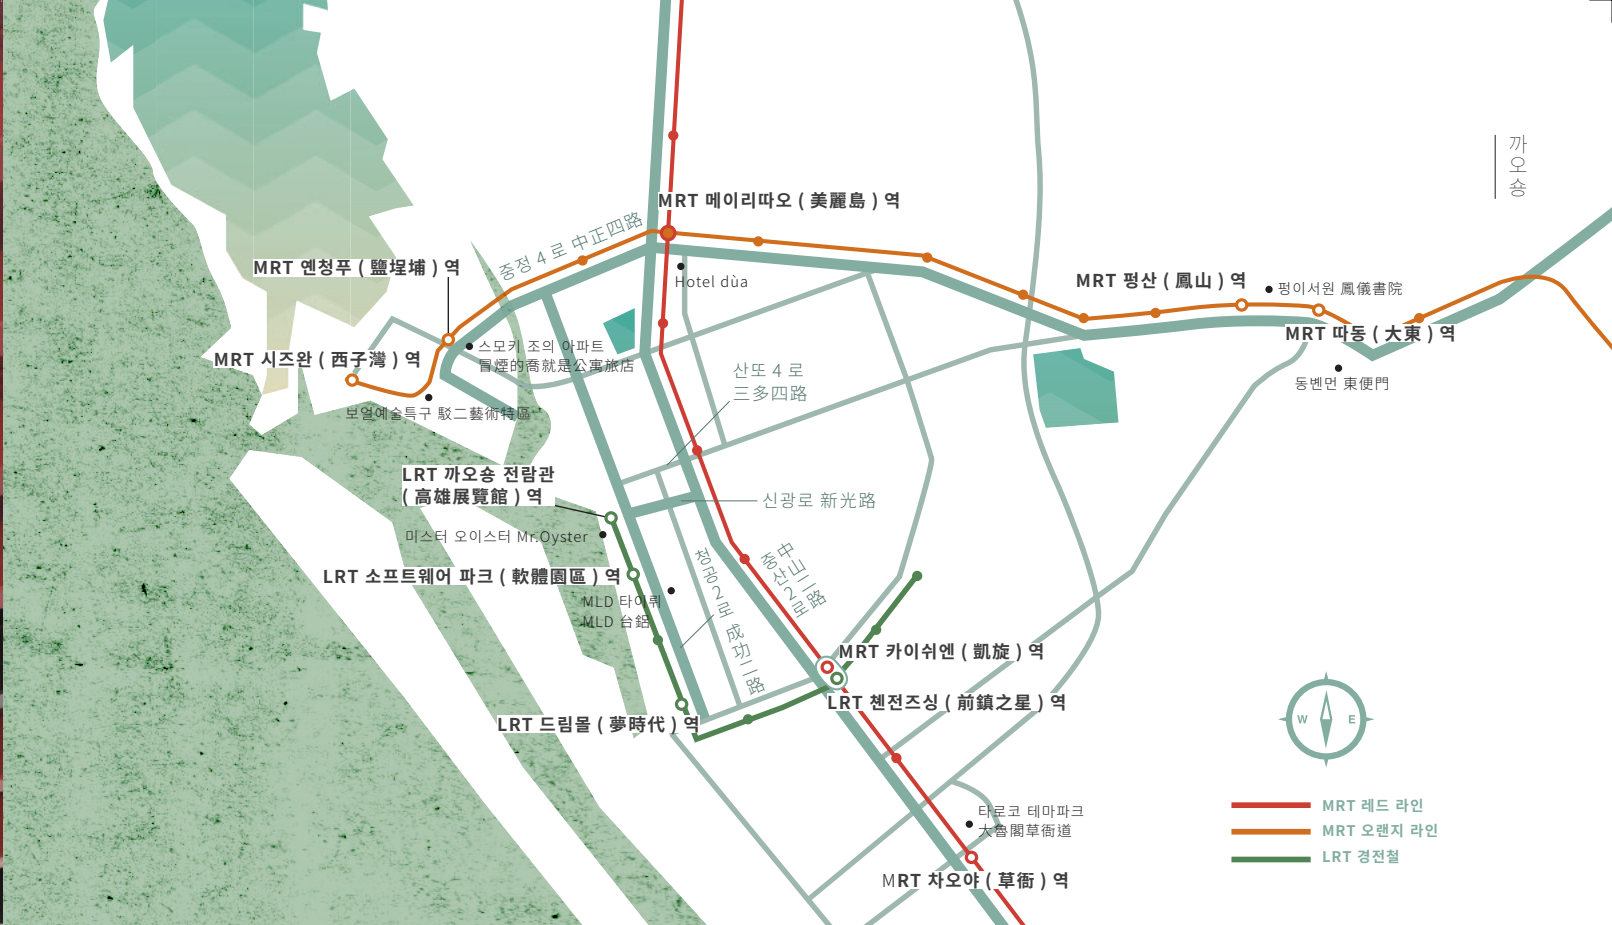 까오슝
MRT 메이리따오 ( 美麗島 ) 역
중정 4 로 中正四路
MRT 옌청푸 ( 鹽埕埔 ) 역
Hotel dùa
MRT 펑산 ( 鳳山 ) 역
펑이서원 鳳儀書院
MRT 따동 ( 大東 ) 역
동볜먼 東便門
MRT 시즈완 ( 西子灣 ) 역
스모키 조의 아파트
冒煙的喬就是公寓旅店
보얼예술특구 駁二藝術特區
산또 4 로
三多四路
LRT 까오슝 전람관
( 高雄展覽館 ) 역
신광로 新光路
미스터 오이스터 Mr.Oyster
LRT 소프트웨어 파크 ( 軟體園區 ) 역
MLD 타이뤼
MLD 台鋁
청공2로 成功二路
중산2로
中山二路
MRT 카이쉬엔 ( 凱旋 ) 역
LRT 첸전즈싱 ( 前鎮之星 ) 역
LRT 드림몰 ( 夢時代 ) 역
타로코 테마파크
大魯閣草衙道
MRT 차오야 ( 草衙 ) 역
W E
MRT 레드 라인
MRT 오랜지 라인
LRT 경전철